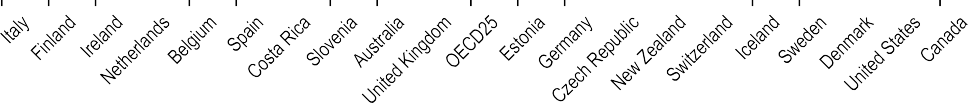 Italy
Finland
Ireland
Netherlands
Belgium
Spain
Costa Rica
Slovenia
Australia
United Kingdom
OECD25
Estonia
Germany
Czech Republic
New Zealand
Switzerland
Iceland
Sweden
Denmark
United States
Canada